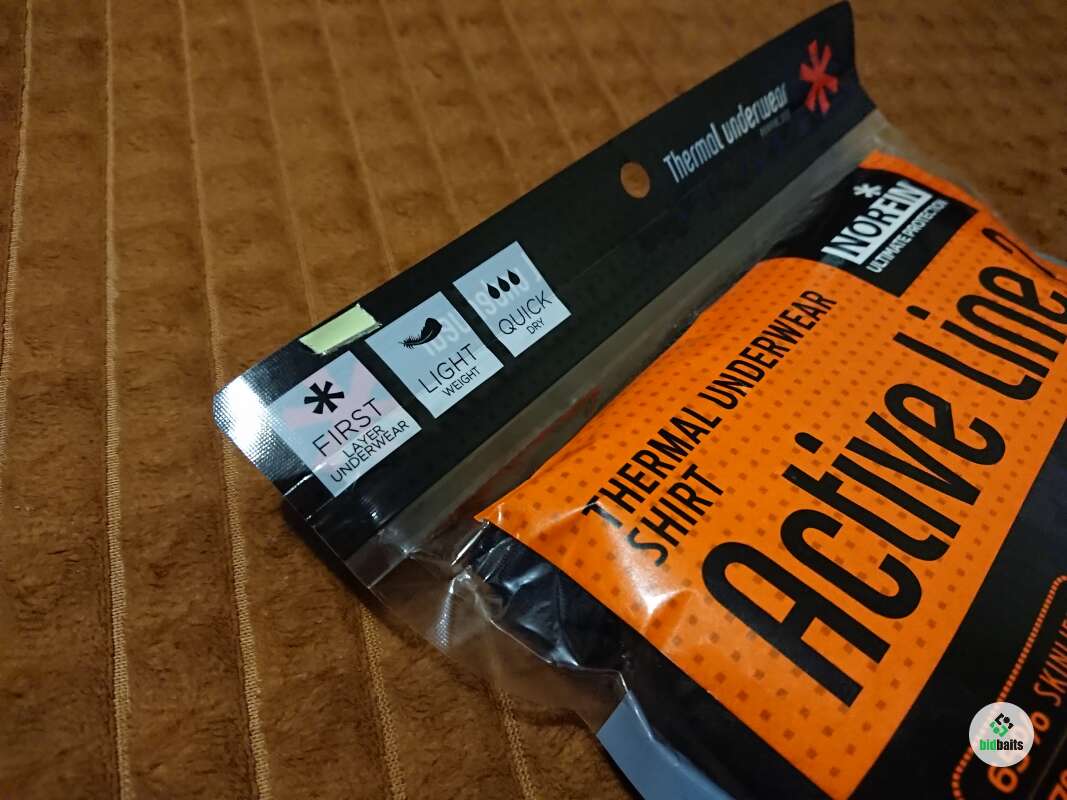 Thermal underwear
NORFIN
ULTIMATE PROTECTION
QUICK
DRY
LIGHT
WEIGHT
FIRST
LAYER
UNDERWEAR
THERMAL UNDERWEAR
SHIRT
Active Line
bidbaits